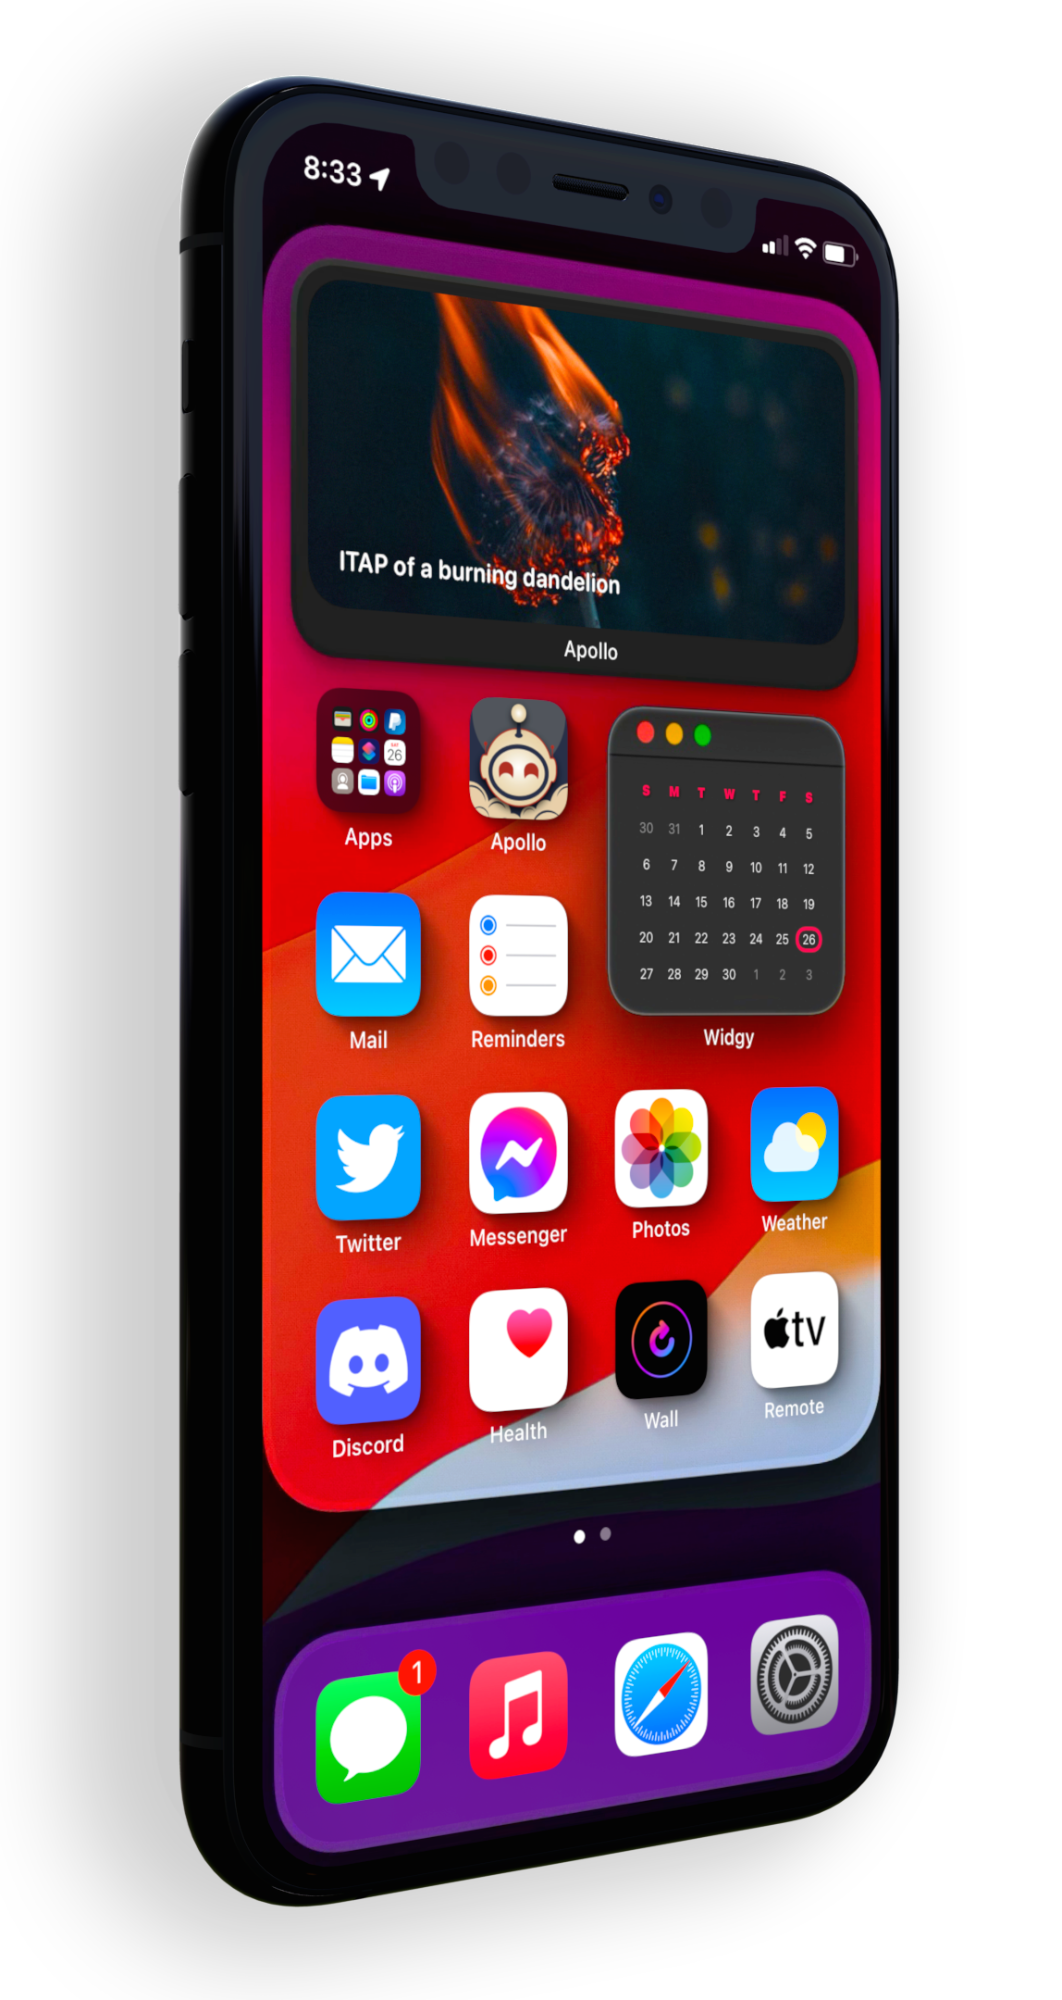 8:33
ITAP of a burning dandelion
Apollo
SAT
26
Apps
Apollo
S M T W T F S
30 31 1 2 3 4 5
6 7 8 9 10 11 12
13 14 15 16 17 18 19
20 21 22 23 24 25 26
27 28 29 30 1 2 3
Mail
Reminders
Widgy
Twitter
Messenger
Photos
Weather
tv
Discord
Health
Wall
Remote
1